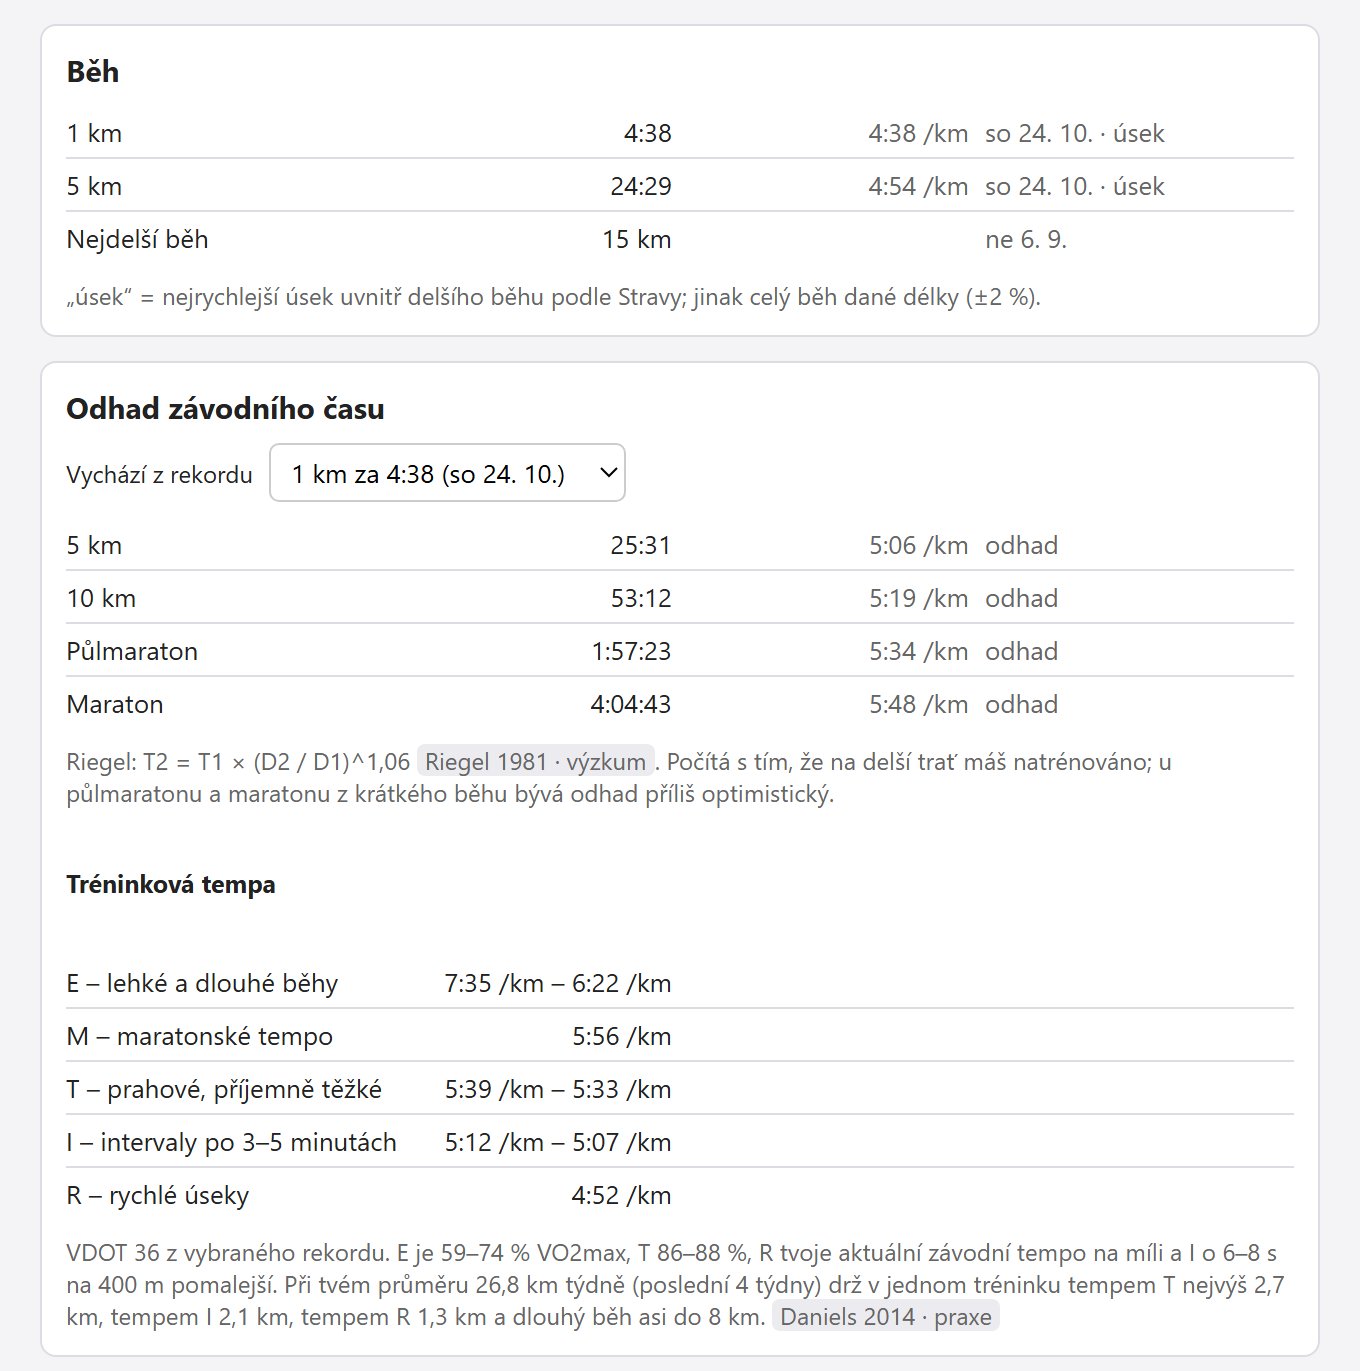 Běh
1 km 4:38 4:38 /km so 24. 10. · úsek
5 km 24:29 4:54 /km so 24. 10. · úsek
Nejdelší běh 15 km ne 6. 9.
„úsek“ = nejrychlejší úsek uvnitř delšího běhu podle Stravy; jinak celý běh dané délky (±2 %).
Odhad závodního času
Vychází z rekordu 1 km za 4:38 (so 24. 10.)
5 km 25:31 5:06 /km odhad
10 km 53:12 5:19 /km odhad
Půlmaraton 1:57:23 5:34 /km odhad
Maraton 4:04:43 5:48 /km odhad
Riegel: T2 = T1 × (D2 / D1)^1,06 Riegel 1981 · výzkum. Počítá s tím, že na delší trať máš natrénováno; u
půlmaratonu a maratonu z krátkého běhu bývá odhad příliš optimistický.
Tréninková tempa
E – lehké a dlouhé běhy 7:35 /km – 6:22 /km
M – maratonské tempo 5:56 /km
T – prahové, příjemně těžké 5:39 /km – 5:33 /km
I – intervaly po 3–5 minutách 5:12 /km – 5:07 /km
R – rychlé úseky 4:52 /km
VDOT 36 z vybraného rekordu. E je 59–74 % VO2max, T 86–88 %, R tvoje aktuální závodní tempo na míli a I o 6–8 s
na 400 m pomalejší. Při tvém průměru 26,8 km týdně (poslední 4 týdny) drž v jednom tréninku tempem T nejvýš 2,7
km, tempem I 2,1 km, tempem R 1,3 km a dlouhý běh asi do 8 km. Daniels 2014 · praxe